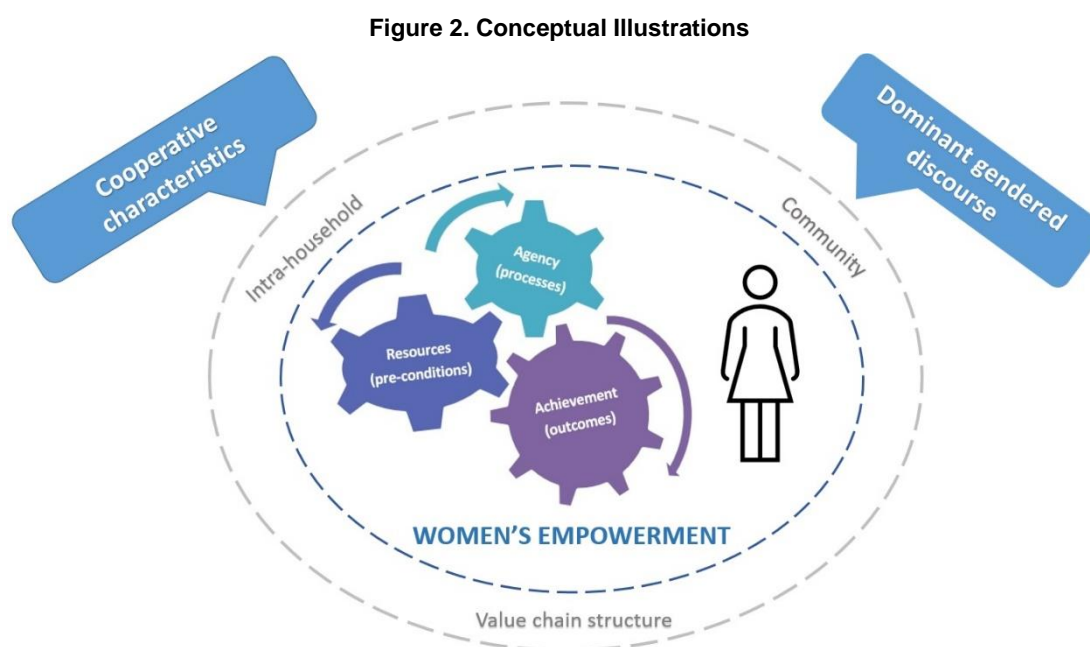 Figure 2. Conceptual Illustrations
Cooperative
characteristics
Dominant gendered
discourse
Intra-household
Community
Agency
(processes)
Resources
(pre-conditions)
Achievement
(outcomes)
WOMEN’S EMPOWERMENT
Value chain structure